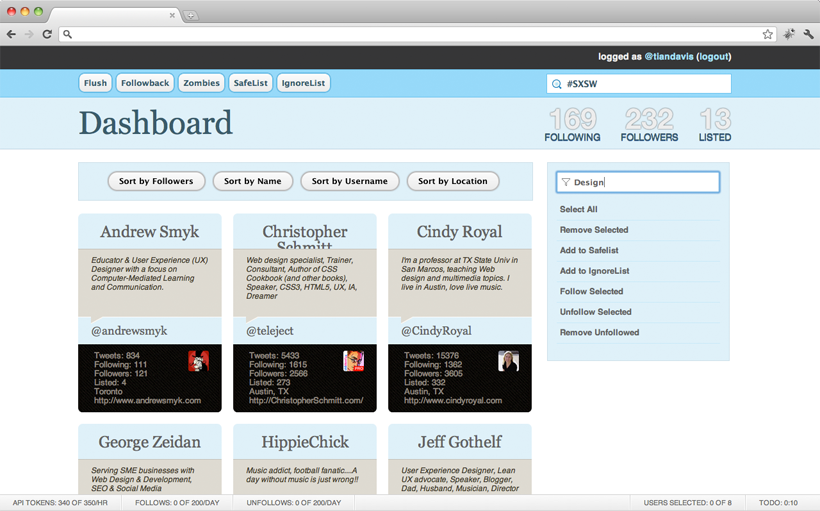 logged as @tiandavis (logout)
Flush Followback Zombies SafeList IgnoreList
#SXSW
Dashboard
169 232 13
FOLLOWING FOLLOWERS LISTED
Sort by Followers Sort by Name Sort by Username Sort by Location
Design
Select All
Remove Selected
Add to Safelist
Add to IgnoreList
Follow Selected
Unfollow Selected
Remove Unfollowed
Andrew Smyk
Educator & User Experience (UX)
Designer with a focus on
Computer-Mediated Learning
and Communication.
@andrewsmyk
Tweets: 834
Following: 111
Followers: 121
Listed: 4
Toronto
http://www.andrewsmyk.com
Christopher
Schmitt
Web design specialist, Trainer,
Consultant, Author of CSS
Cookbook (and other books),
Speaker, CSS3, HTML5, UX, IA,
Dreamer
@teleject
Tweets: 5433
Following: 1615
Followers: 2566
Listed: 273
Austin, TX
http://ChristopherSchmitt.com/
PRO
Cindy Royal
I'm a professor at TX State Univ in
San Marcos, teaching Web
design and multimedia topics. I
live in Austin, love live music.
@CindyRoyal
Tweets: 15376
Following: 1362
Followers: 3605
Listed: 332
Austin, TX
http://www.cindyroyal.com
George Zeidan
Serving SME businesses with
Web Design & Development,
SEO & Social Media
HippieChick
Music addict, football fanatic....A
day without music is just wrong!!
Jeff Gothelf
User Experience Designer, Lean
UX advocate, Speaker, Blogger,
Dad, Husband, Musician, Director
API TOKENS: 340 OF 350/HR FOLLOWS: 0 OF 200/DAY UNFOLLOWS: 0 OF 200/DAY USERS SELECTED: 0 OF 8 TODO: 0:10